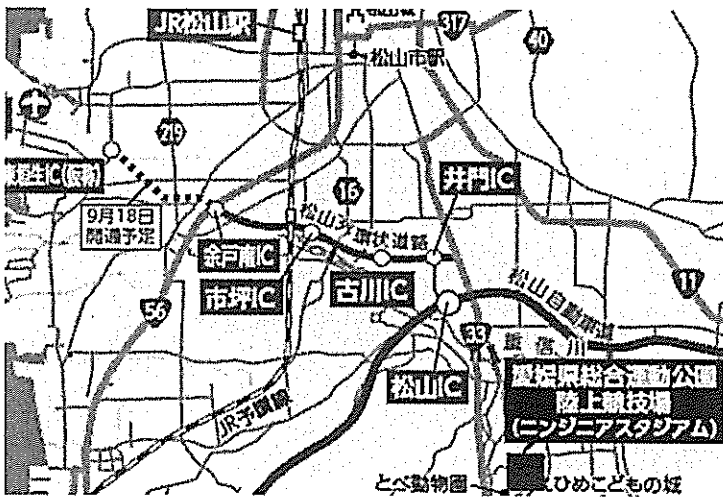 JR松山駅
317
40
松山市駅
219
9月18日
開通予定
16
井門IC
松山外環状道路
余戸南IC
市坪IC
古川IC
56
松山自動車道
11
33
重信川
松山IC
JR予讃線
愛媛県総合運動公園
陸上競技場
(ニンジニアスタジアム)
とべ動物園
えひめこどもの城